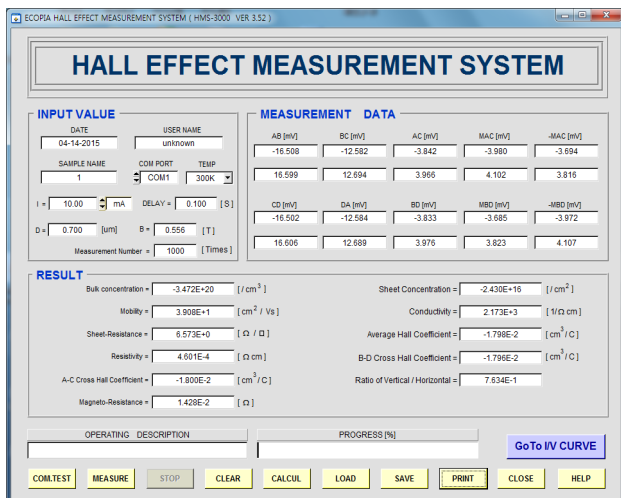 ECOPIA HALL EFFECT MEASUREMENT SYSTEM ( HMS-3000 VER 3.52 )
HALL EFFECT MEASUREMENT SYSTEM
INPUT VALUE
DATE USER NAME
04-14-2015 unknown
SAMPLE NAME COM PORT TEMP
1 COM1 300K
I = 10.00 mA DELAY = 0.100 [ S ]
D = 0.700 [um] B = 0.556 [ T ]
Measurement Number = 1000 [ Times ]
MEASUREMENT DATA
AB [mV] BC [mV] AC [mV] MAC [mV] -MAC [mV]
-16.508 -12.582 -3.842 -3.980 -3.694
16.599 12.694 3.966 4.102 3.816
CD [mV] DA [mV] BD [mV] MBD [mV] -MBD [mV]
-16.502 -12.584 -3.833 -3.685 -3.972
16.606 12.689 3.976 3.823 4.107
RESULT
Bulk concentration = -3.472E+20 [ / cm3 ] Sheet Concentration = -2.430E+16 [ / cm2 ]
Mobility = 3.908E+1 [ cm2 / Vs ] Conductivity = 2.173E+3 [ 1/Ω cm ]
Sheet-Resistance = 6.573E+0 [ Ω / □ ] Average Hall Coefficient = -1.798E-2 [ cm3 / C ]
Resistivity = 4.601E-4 [ Ω cm ] B-D Cross Hall Coefficient = -1.796E-2 [ cm3 / C ]
A-C Cross Hall Coefficient = -1.800E-2 [ cm3 / C ] Ratio of Vertical / Horizontal = 7.634E-1
Magneto-Resistance = 1.428E-2 [ Ω ]
OPERATING DESCRIPTION PROGRESS [%]
GoTo I/V CURVE
COM.TEST MEASURE STOP CLEAR CALCUL LOAD SAVE PRINT CLOSE HELP